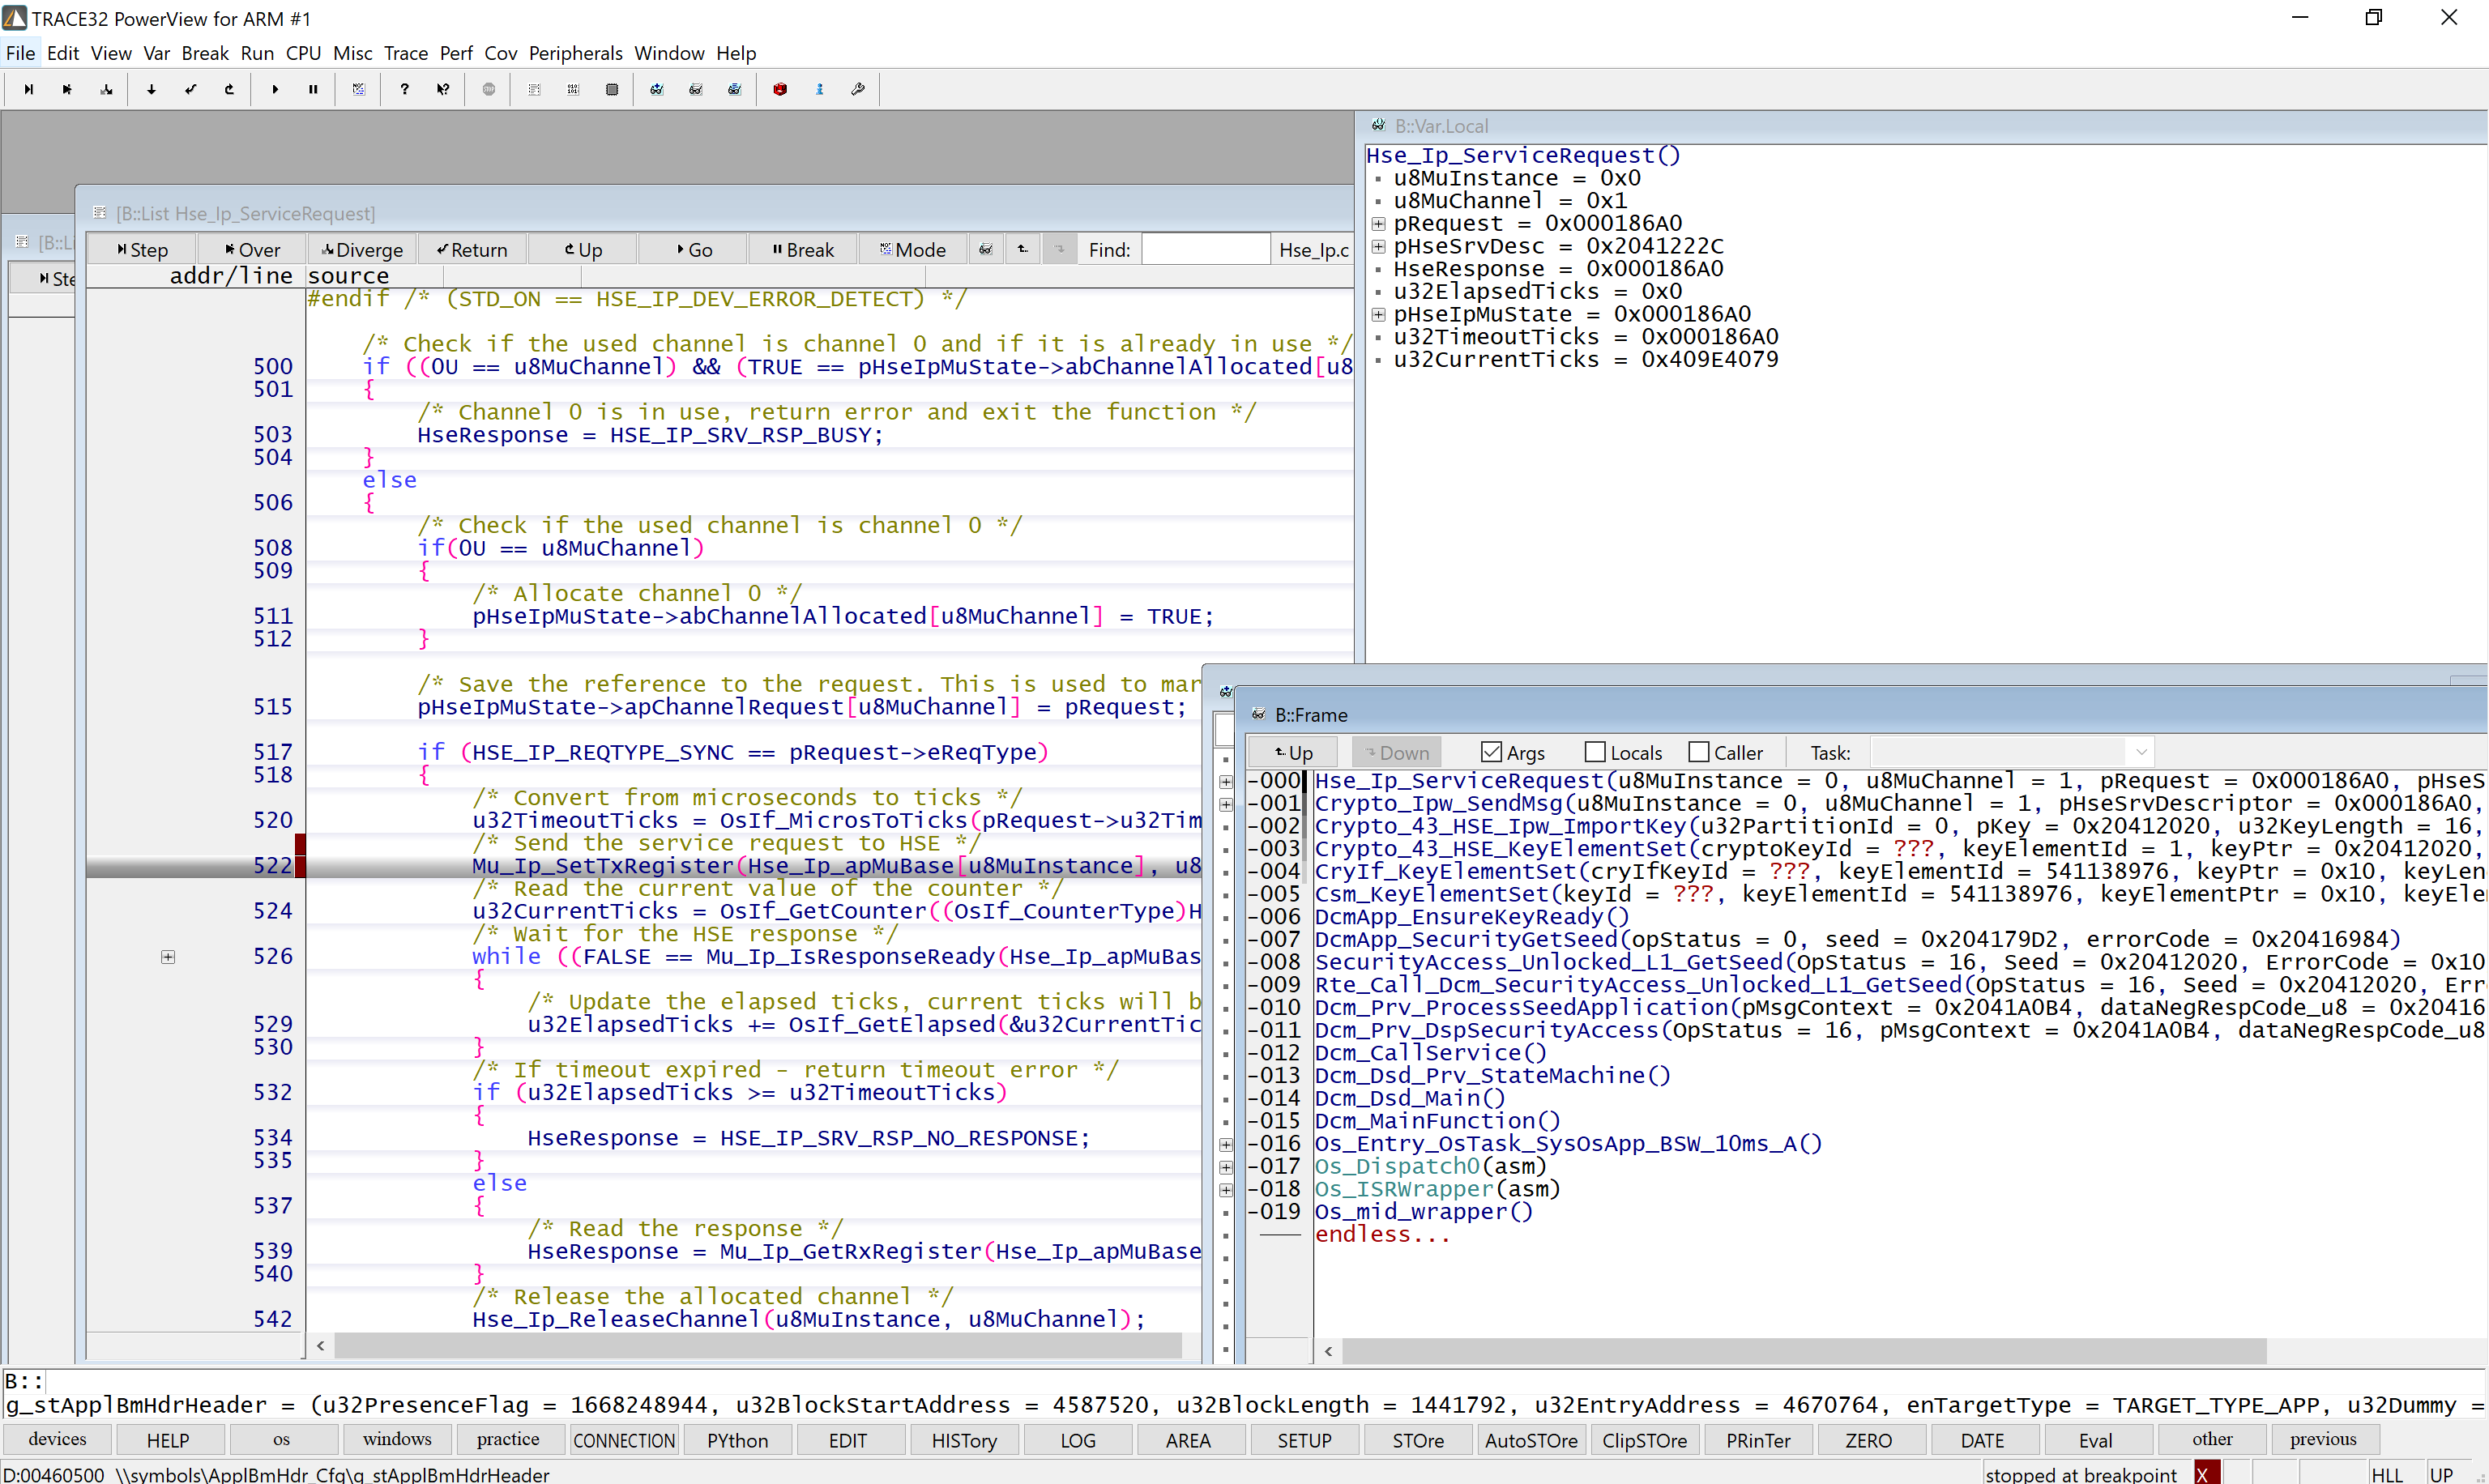 TRACE32 PowerView for ARM #1
File Edit View Var Break Run CPU Misc Trace Perf Cov Peripherals Window Help
B::Var.Local
Hse_Ip_ServiceRequest()
u8MuInstance = 0x0
u8MuChannel = 0x1
pRequest = 0x000186A0
pHseSrvDesc = 0x2041222C
HseResponse = 0x000186A0
u32ElapsedTicks = 0x0
pHseIpMuState = 0x000186A0
u32TimeoutTicks = 0x000186A0
u32CurrentTicks = 0x409E4079
[B::Li
Ste
[B::List Hse_Ip_ServiceRequest]
Step Over Diverge Return Up Go Break Mode Find: Hse_Ip.c
addr/line source
#endif /* (STD_ON == HSE_IP_DEV_ERROR_DETECT) */
/* Check if the used channel is channel 0 and if it is already in use */
500 if ((0U == u8MuChannel) && (TRUE == pHseIpMuState->abChannelAllocated[u8
501 {
/* Channel 0 is in use, return error and exit the function */
503 HseResponse = HSE_IP_SRV_RSP_BUSY;
504 }
else
506 {
/* Check if the used channel is channel 0 */
508 if(0U == u8MuChannel)
509 {
/* Allocate channel 0 */
511 pHseIpMuState->abChannelAllocated[u8MuChannel] = TRUE;
512 }
/* Save the reference to the request. This is used to mar
515 pHseIpMuState->apChannelRequest[u8MuChannel] = pRequest;
517 if (HSE_IP_REQTYPE_SYNC == pRequest->eReqType)
518 {
/* Convert from microseconds to ticks */
520 u32TimeoutTicks = OsIf_MicrosToTicks(pRequest->u32Tim
/* Send the service request to HSE */
522 Mu_Ip_SetTxRegister(Hse_Ip_apMuBase[u8MuInstance], u8
/* Read the current value of the counter */
524 u32CurrentTicks = OsIf_GetCounter((OsIf_CounterType)H
/* Wait for the HSE response */
526 while ((FALSE == Mu_Ip_IsResponseReady(Hse_Ip_apMuBas
{
/* Update the elapsed ticks, current ticks will b
529 u32ElapsedTicks += OsIf_GetElapsed(&u32CurrentTic
530 }
/* If timeout expired - return timeout error */
532 if (u32ElapsedTicks >= u32TimeoutTicks)
{
534 HseResponse = HSE_IP_SRV_RSP_NO_RESPONSE;
535 }
else
537 {
/* Read the response */
539 HseResponse = Mu_Ip_GetRxRegister(Hse_Ip_apMuBase
540 }
/* Release the allocated channel */
542 Hse_Ip_ReleaseChannel(u8MuInstance, u8MuChannel);
B::Frame
Up Down Args Locals Caller Task:
-000 Hse_Ip_ServiceRequest(u8MuInstance = 0, u8MuChannel = 1, pRequest = 0x000186A0, pHseS
-001 Crypto_Ipw_SendMsg(u8MuInstance = 0, u8MuChannel = 1, pHseSrvDescriptor = 0x000186A0,
-002 Crypto_43_HSE_Ipw_ImportKey(u32PartitionId = 0, pKey = 0x20412020, u32KeyLength = 16,
-003 Crypto_43_HSE_KeyElementSet(cryptoKeyId = ???, keyElementId = 1, keyPtr = 0x20412020,
-004 CryIf_KeyElementSet(cryIfKeyId = ???, keyElementId = 541138976, keyPtr = 0x10, keyLen
-005 Csm_KeyElementSet(keyId = ???, keyElementId = 541138976, keyElementPtr = 0x10, keyEle
-006 DcmApp_EnsureKeyReady()
-007 DcmApp_SecurityGetSeed(opStatus = 0, seed = 0x204179D2, errorCode = 0x20416984)
-008 SecurityAccess_Unlocked_L1_GetSeed(OpStatus = 16, Seed = 0x20412020, ErrorCode = 0x10
-009 Rte_Call_Dcm_SecurityAccess_Unlocked_L1_GetSeed(OpStatus = 16, Seed = 0x20412020, Err
-010 Dcm_Prv_ProcessSeedApplication(pMsgContext = 0x2041A0B4, dataNegRespCode_u8 = 0x20416
-011 Dcm_Prv_DspSecurityAccess(OpStatus = 16, pMsgContext = 0x2041A0B4, dataNegRespCode_u8
-012 Dcm_CallService()
-013 Dcm_Dsd_Prv_StateMachine()
-014 Dcm_Dsd_Main()
-015 Dcm_MainFunction()
-016 Os_Entry_OsTask_SysOsApp_BSW_10ms_A()
-017 Os_Dispatch0(asm)
-018 Os_ISRWrapper(asm)
-019 Os_mid_wrapper()
endless...
B::
g_stApplBmHdrHeader = (u32PresenceFlag = 1668248944, u32BlockStartAddress = 4587520, u32BlockLength = 1441792, u32EntryAddress = 4670764, enTargetType = TARGET_TYPE_APP, u32Dummy =
devices HELP os windows practice CONNECTION PYthon EDIT HISTory LOG AREA SETUP STOre AutoSTOre ClipSTOre PRinTer ZERO DATE Eval other previous
D:00460500 \\symbols\ApplBmHdr_Cfg\g_stApplBmHdrHeader stopped at breakpoint X HLL UP